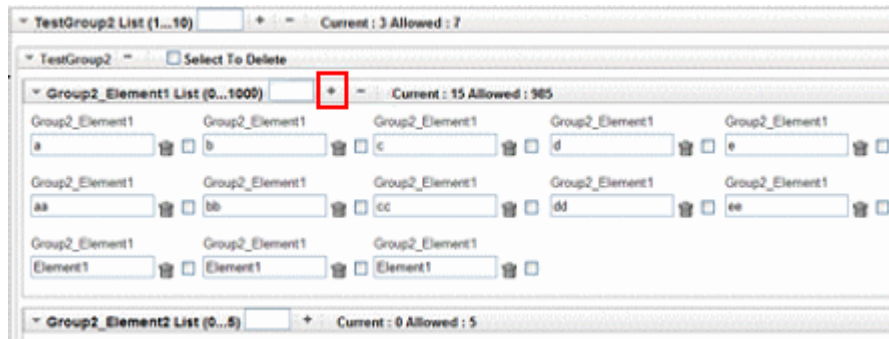 TestGroup2 List (1...10) + - Current : 3 Allowed : 7
TestGroup2 - Select To Delete
Group2_Element1 List (0...1000) + - Current : 15 Allowed : 985
Group2_Element1 Group2_Element1 Group2_Element1 Group2_Element1 Group2_Element1
a b c d e
Group2_Element1 Group2_Element1 Group2_Element1 Group2_Element1 Group2_Element1
aa bb cc dd ee
Group2_Element1 Group2_Element1 Group2_Element1
Element1 Element1 Element1
Group2_Element2 List (0...5) + Current : 0 Allowed : 5